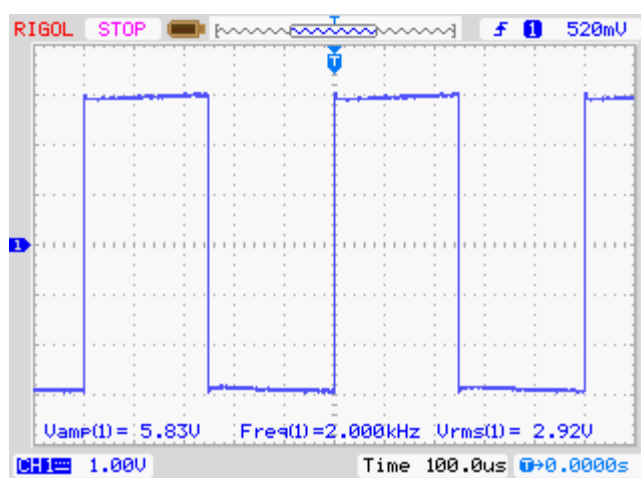 RIGOL STOP T f 1 520mV
T
1
Vamp(1)= 5.83V Freq(1)=2.000kHz Vrms(1)= 2.92V
CH1 1.00V Time 100.0us T→0.0000s